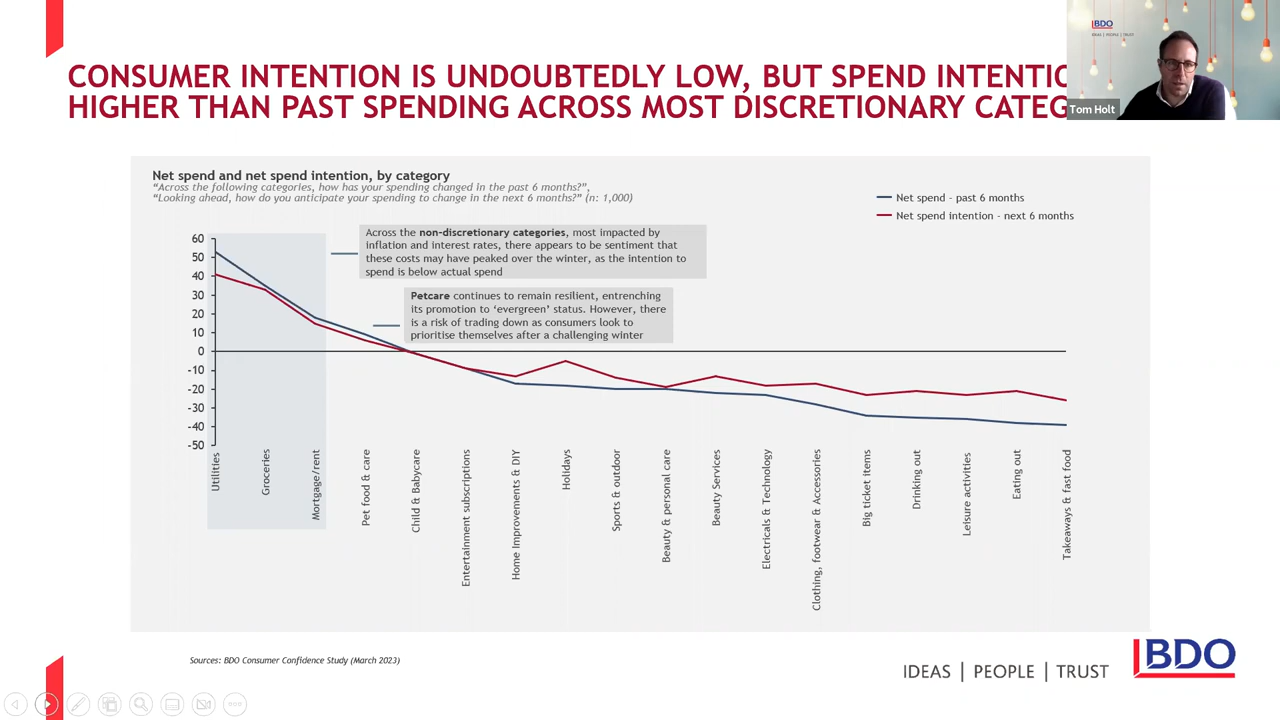 CONSUMER INTENTION IS UNDOUBTEDLY LOW, BUT SPEND
HIGHER THAN PAST SPENDING ACROSS MOST DISCRETIONARY
BDO
IDEAS | PEOPLE | TRUST
Tom Holt
Net spend and net spend intention, by category
“Across the following categories, how has your spending changed in the past 6 months?”,
“Looking ahead, how do you anticipate your spending to change in the next 6 months?” (n: 1,000)
Net spend - past 6 months
Net spend intention - next 6 months
Across the non-discretionary categories, most impacted by
inflation and interest rates, there appears to be sentiment that
these costs may have peaked over the winter, as the intention to
spend is below actual spend
Petcare continues to remain resilient, entrenching
its promotion to ‘evergreen’ status. However, there
is a risk of trading down as consumers look to
prioritise themselves after a challenging winter
60
50
40
30
20
10
0
-10
-20
-30
-40
-50
Utilities
Groceries
Mortgage/rent
Pet food & care
Child & Babycare
Entertainment subscriptions
Home Improvements & DIY
Holidays
Sports & outdoor
Beauty & personal care
Beauty Services
Electricals & Technology
Clothing, footwear & Accessories
Big ticket items
Drinking out
Leisure activities
Eating out
Takeaways & fast food
Sources: BDO Consumer Confidence Study (March 2023)
IDEAS | PEOPLE | TRUST
BDO